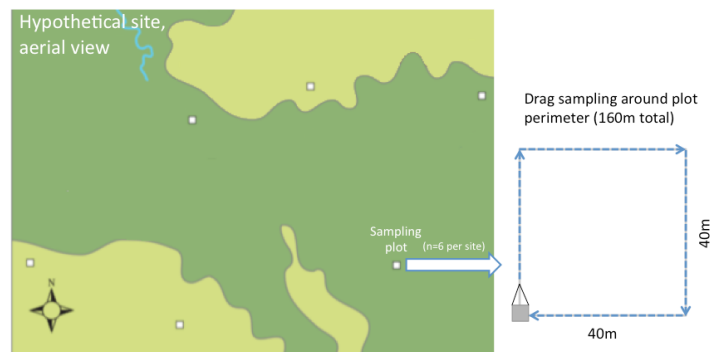 Hypothetical site,
aerial view
Drag sampling around plot
perimeter (160m total)
Sampling
plot (n=6 per site)
40m
40m
N